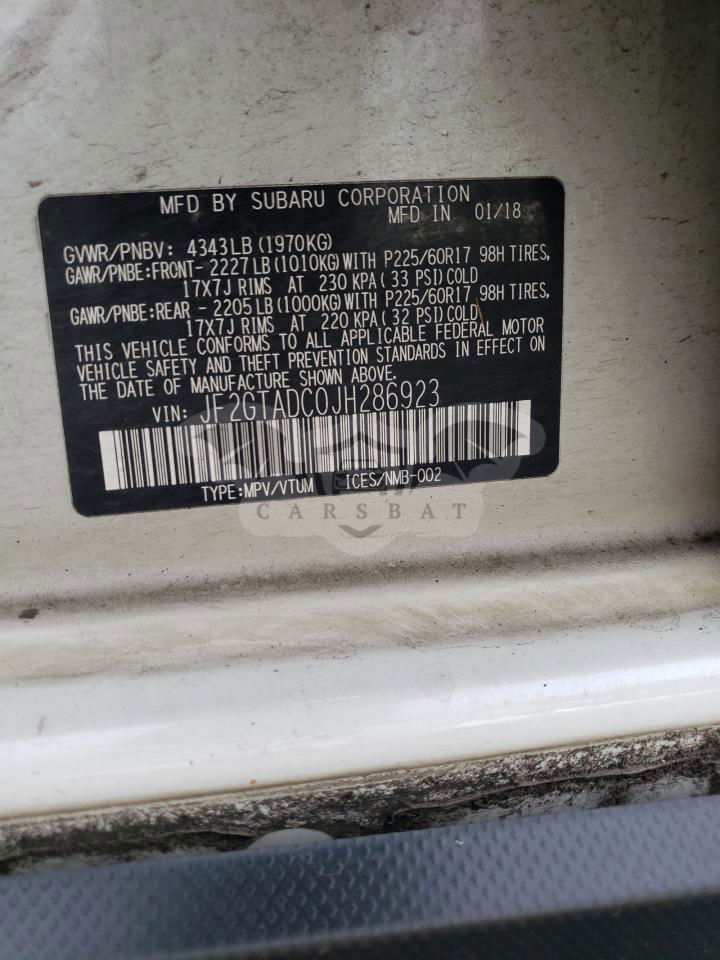 MFD BY SUBARU CORPORATION
MFD IN 01/18
GVWR/PNBV: 4343LB(1970KG)
GAWR/PNBE:FRONT- 2227LB(1010KG)WITH P225/60R17 98H TIRES,
17X7J RIMS AT 230 KPA(33 PSI)COLD
GAWR/PNBE:REAR - 2205LB(1000KG)WITH P225/60R17 98H TIRES,
17X7J RIMS AT 220 KPA(32 PSI)COLD
THIS VEHICLE CONFORMS TO ALL APPLICABLE FEDERAL MOTOR
VEHICLE SAFETY AND THEFT PREVENTION STANDARDS IN EFFECT ON
THE DATE OF MANUFACTURE SHOWN ABOVE.
VIN: JF2GTADC0JH286923
TYPE:MPV/VTUM ICES/NMB-002
CARSBAT